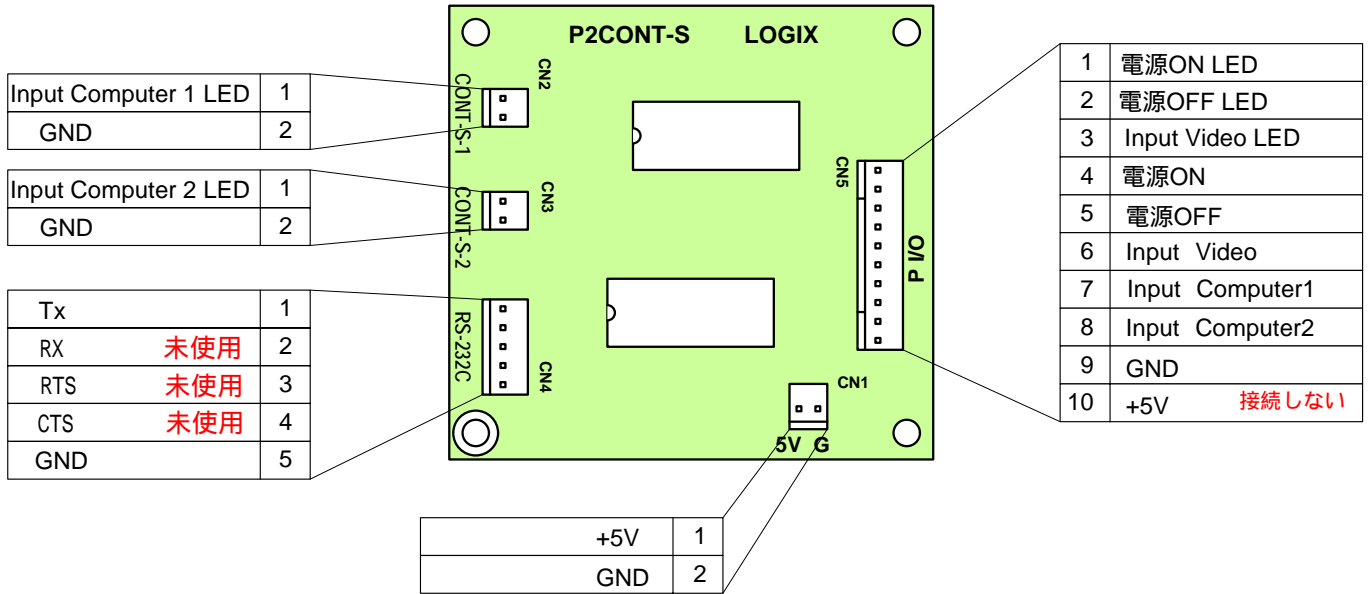 P2CONT-S LOGIX
Input Computer 1 LED 1
GND 2
CN2
CONT-S-1
Input Computer 2 LED 1
GND 2
CN3
CONT-S-2
Tx 1
RX 未使用 2
RTS 未使用 3
CTS 未使用 4
GND 5
RS-232C
CN4
CN5
P I/O
1 電源ON LED
2 電源OFF LED
3 Input Video LED
4 電源ON
5 電源OFF
6 Input Video
7 Input Computer1
8 Input Computer2
9 GND
10 +5V 接続しない
CN1
5V G
+5V 1
GND 2